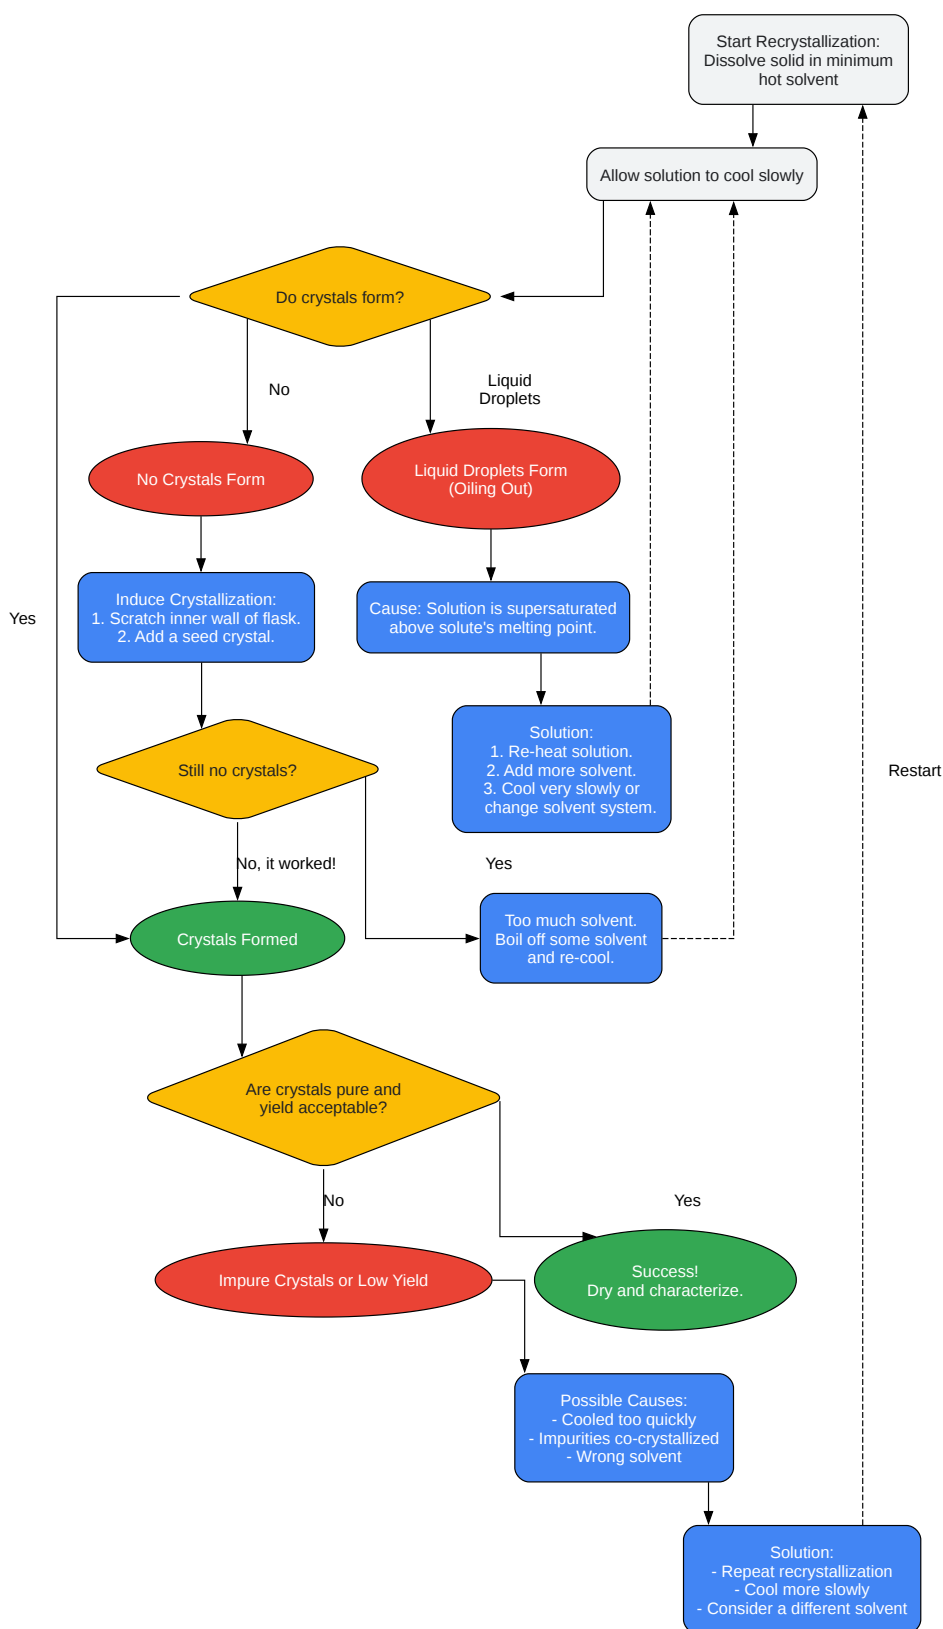 Start Recrystallization:
Dissolve solid in minimum
hot solvent
Allow solution to cool slowly
Do crystals form?
No
Liquid
Droplets
No Crystals Form
Liquid Droplets Form
(Oiling Out)
Induce Crystallization:
1. Scratch inner wall of flask.
2. Add a seed crystal.
Cause: Solution is supersaturated
above solute's melting point.
Yes
Still no crystals?
Solution:
1. Re-heat solution.
2. Add more solvent.
3. Cool very slowly or
change solvent system.
Restart
No, it worked!
Yes
Crystals Formed
Too much solvent.
Boil off some solvent
and re-cool.
Are crystals pure and
yield acceptable?
No
Yes
Impure Crystals or Low Yield
Success!
Dry and characterize.
Possible Causes:
- Cooled too quickly
- Impurities co-crystallized
- Wrong solvent
Solution:
- Repeat recrystallization
- Cool more slowly
- Consider a different solvent